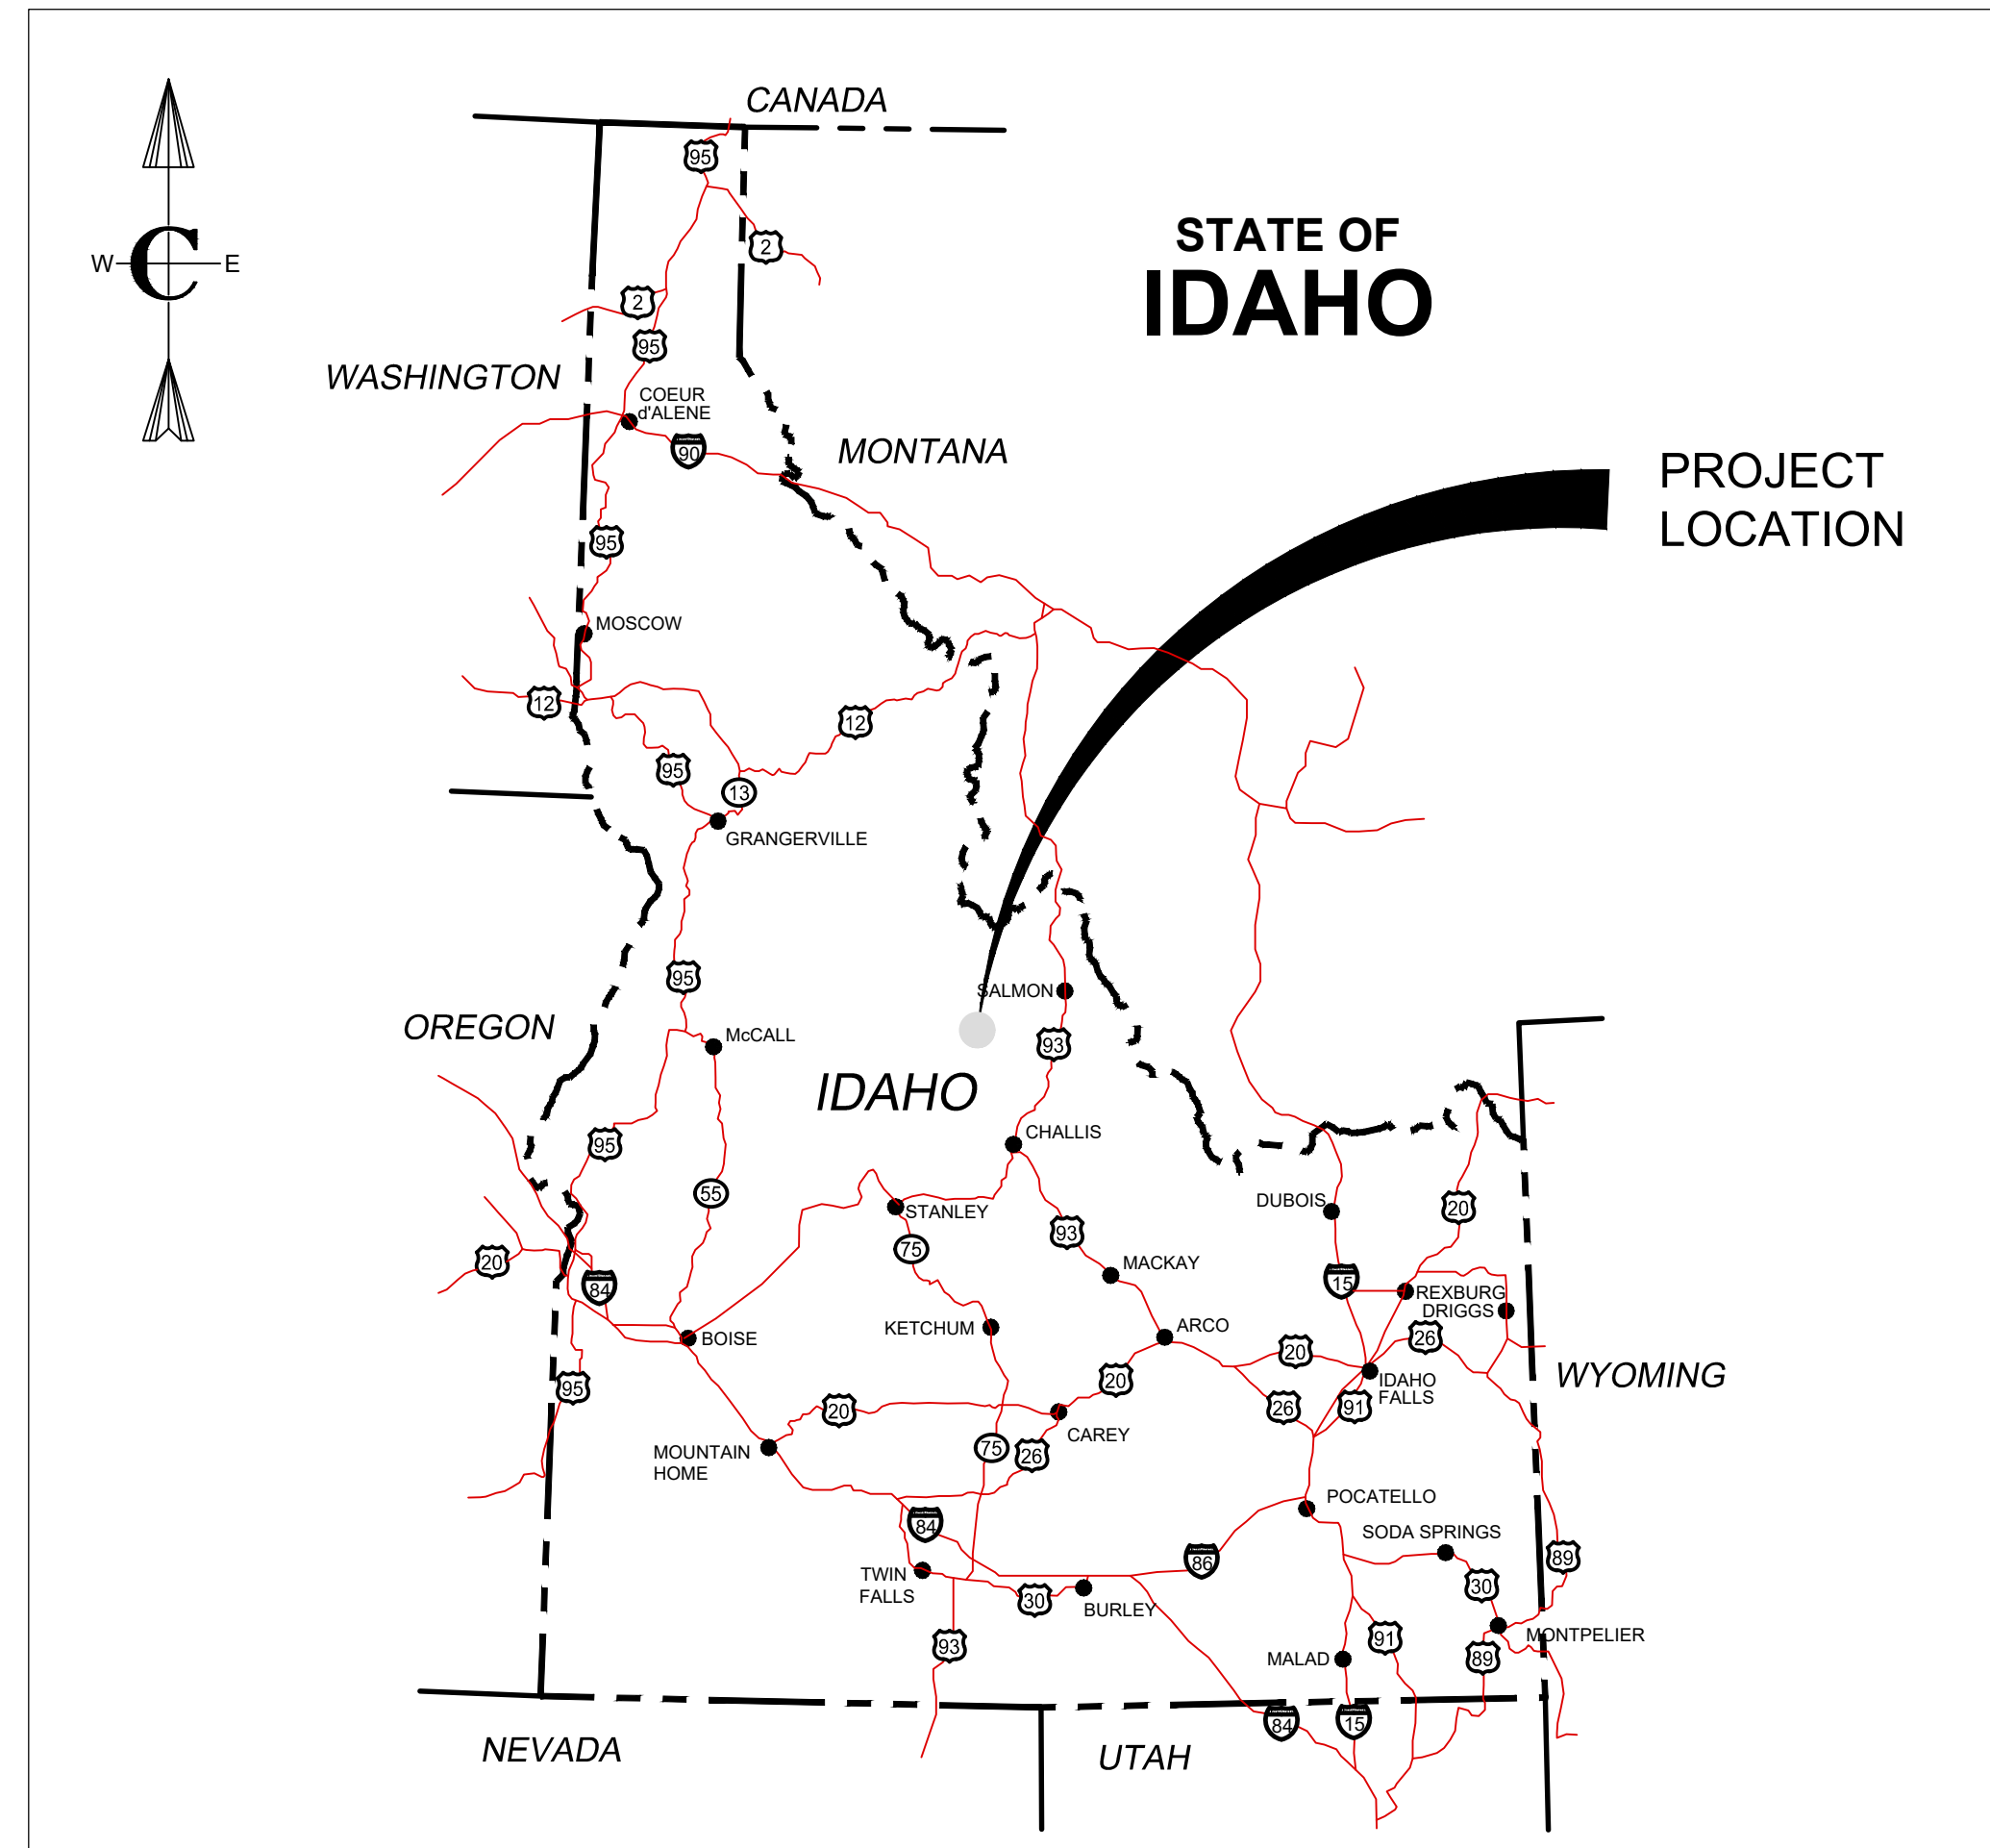 CANADA
95
STATE OF
IDAHO
W
C
E
2
2
95
WASHINGTON
COEUR
d'ALENE
90
MONTANA
PROJECT
LOCATION
95
MOSCOW
12
12
95
13
GRANGERVILLE
95
SALMON
OREGON
McCALL
93
IDAHO
CHALLIS
95
55
DUBOIS
STANLEY
20
93
75
20
MACKAY
84
15
REXBURG
DRIGGS
KETCHUM
ARCO
BOISE
26
20
WYOMING
95
20
IDAHO
FALLS
20
26
91
CAREY
MOUNTAIN
HOME
75
26
POCATELLO
84
SODA SPRINGS
86
89
TWIN
FALLS
30
30
BURLEY
93
91
MONTPELIER
MALAD
89
84
15
NEVADA
UTAH